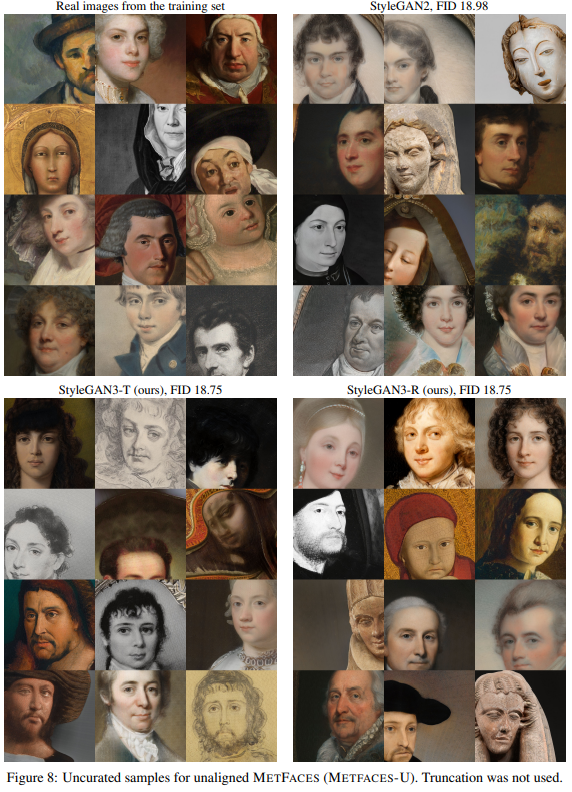 Real images from the training set
StyleGAN2, FID 18.98
StyleGAN3-T (ours), FID 18.75
StyleGAN3-R (ours), FID 18.75
Figure 8: Uncurated samples for unaligned METFACES (METFACES-U). Truncation was not used.